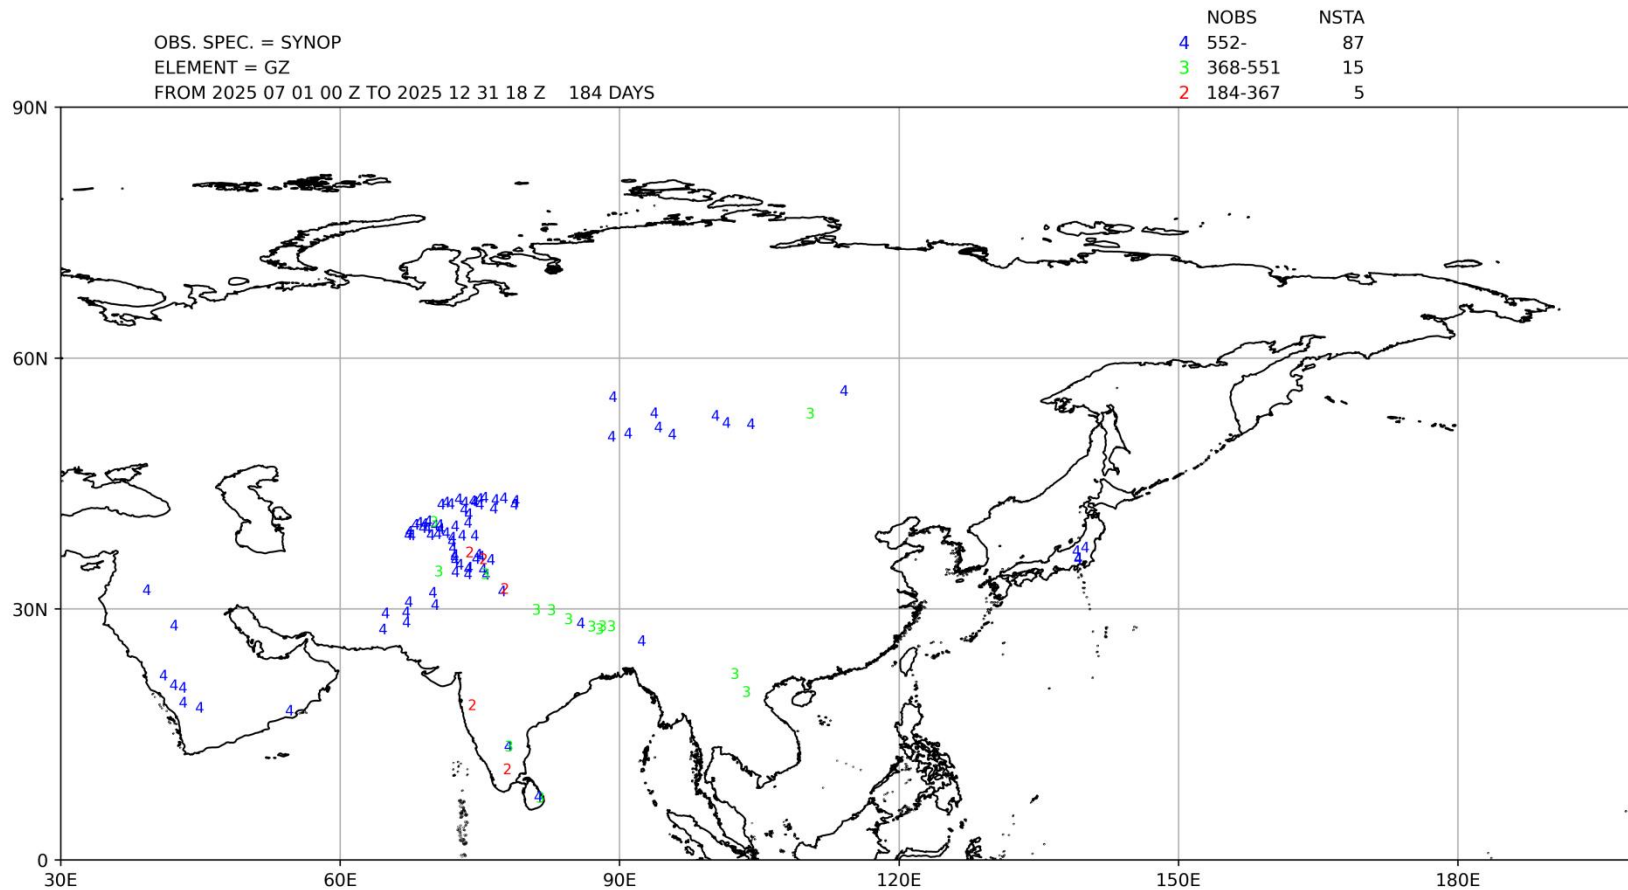 NOBS NSTA
OBS. SPEC. = SYNOP 4 552- 87
ELEMENT = GZ 3 368-551 15
FROM 2025 07 01 00 Z TO 2025 12 31 18 Z 184 DAYS 2 184-367 5
90N
60N
30N
0
30E 60E 90E 120E 150E 180E